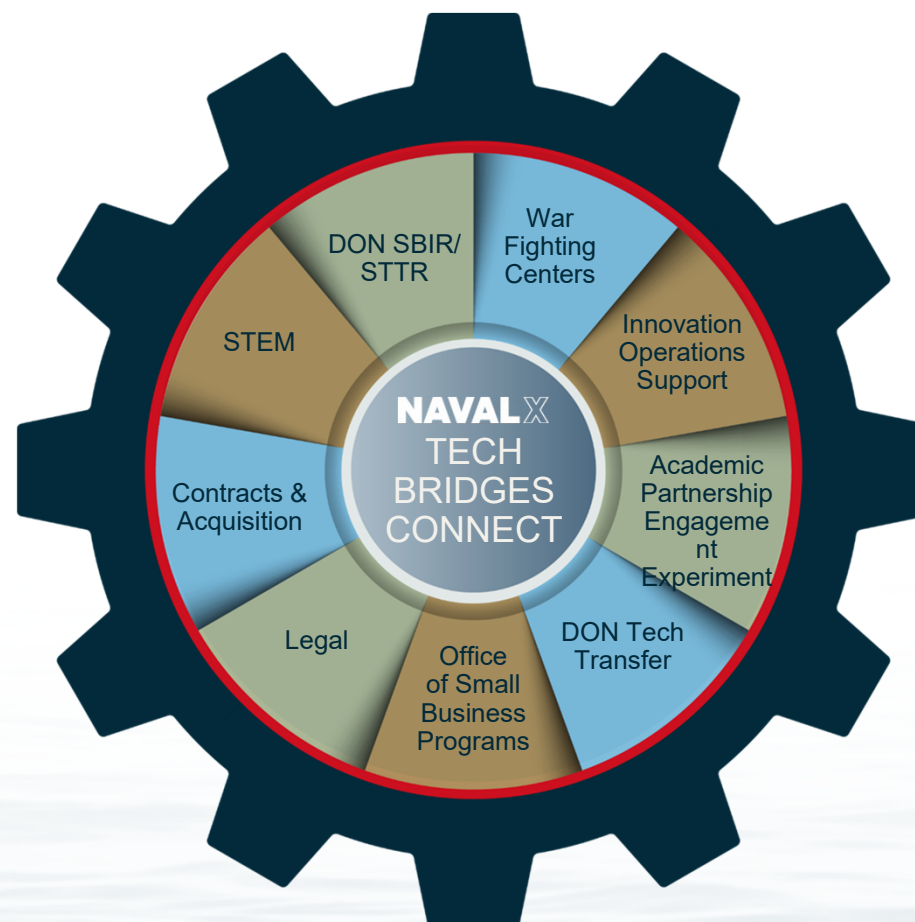 DON SBIR/
STTR
War
Fighting
Centers
Innovation
Operations
Support
Academic
Partnership
Engageme
nt
Experiment
DON Tech
Transfer
Office
of Small
Business
Programs
Legal
Contracts &
Acquisition
STEM
NAVALX
TECH
BRIDGES
CONNECT